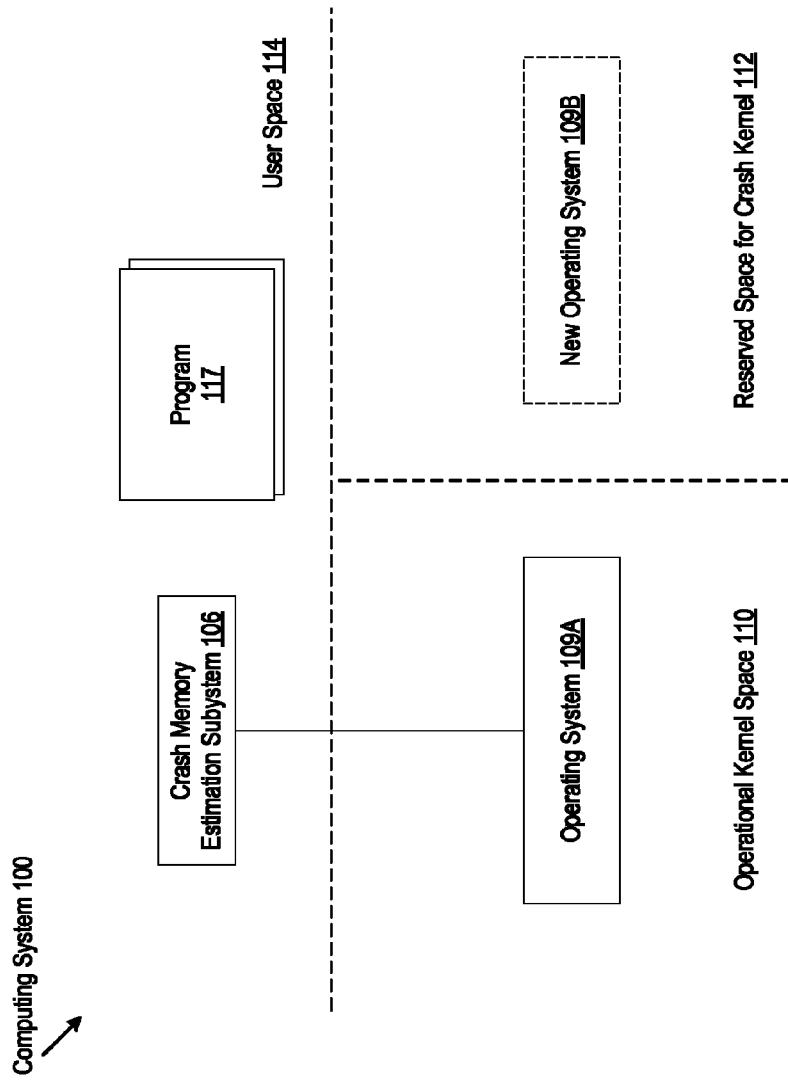 Computing System 100
Crash Memory
Estimation Subystem 106
Program
117
User Space 114
Operating System 109A
New Operating System 109B
Operational Kernel Space 110
Reserved Space for Crash Kernel 112